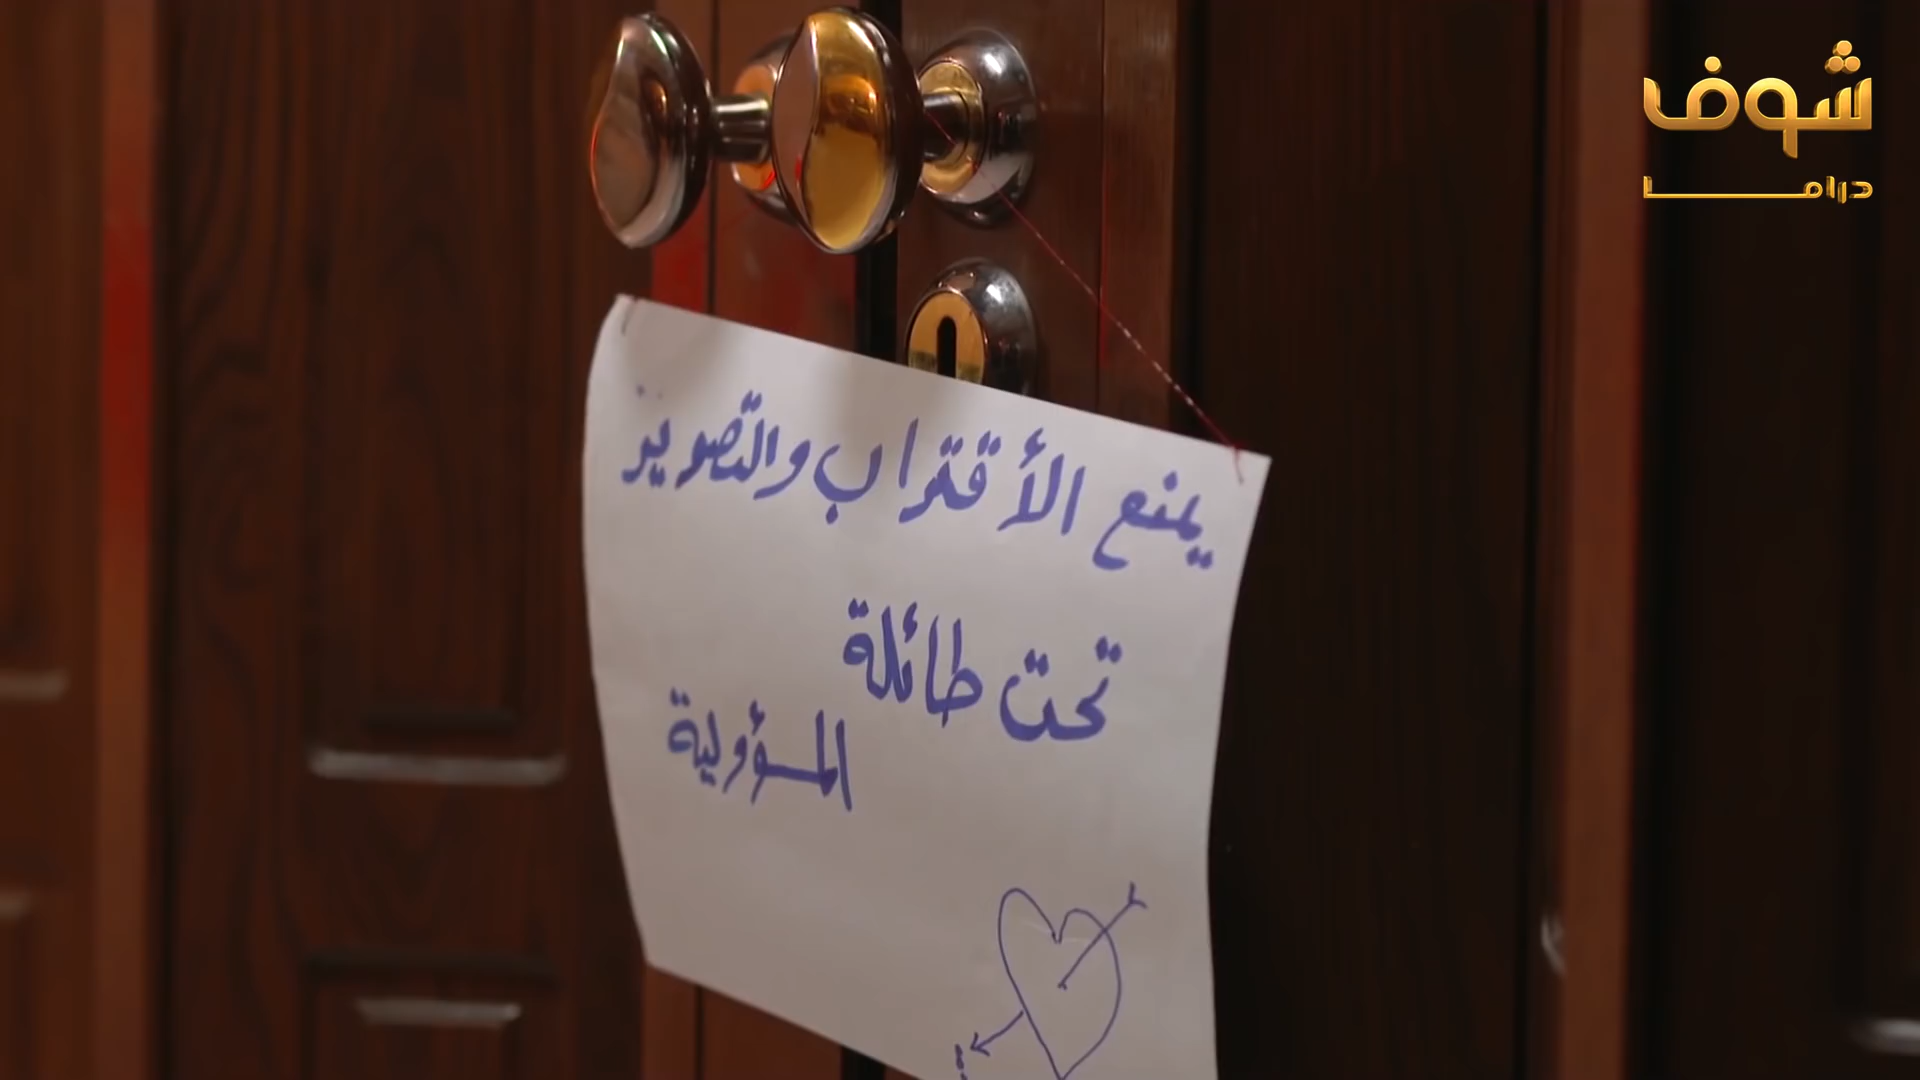 شوف
دراما
يمنع الأقتراب والتصوير
تحت طائلة
المسؤولية